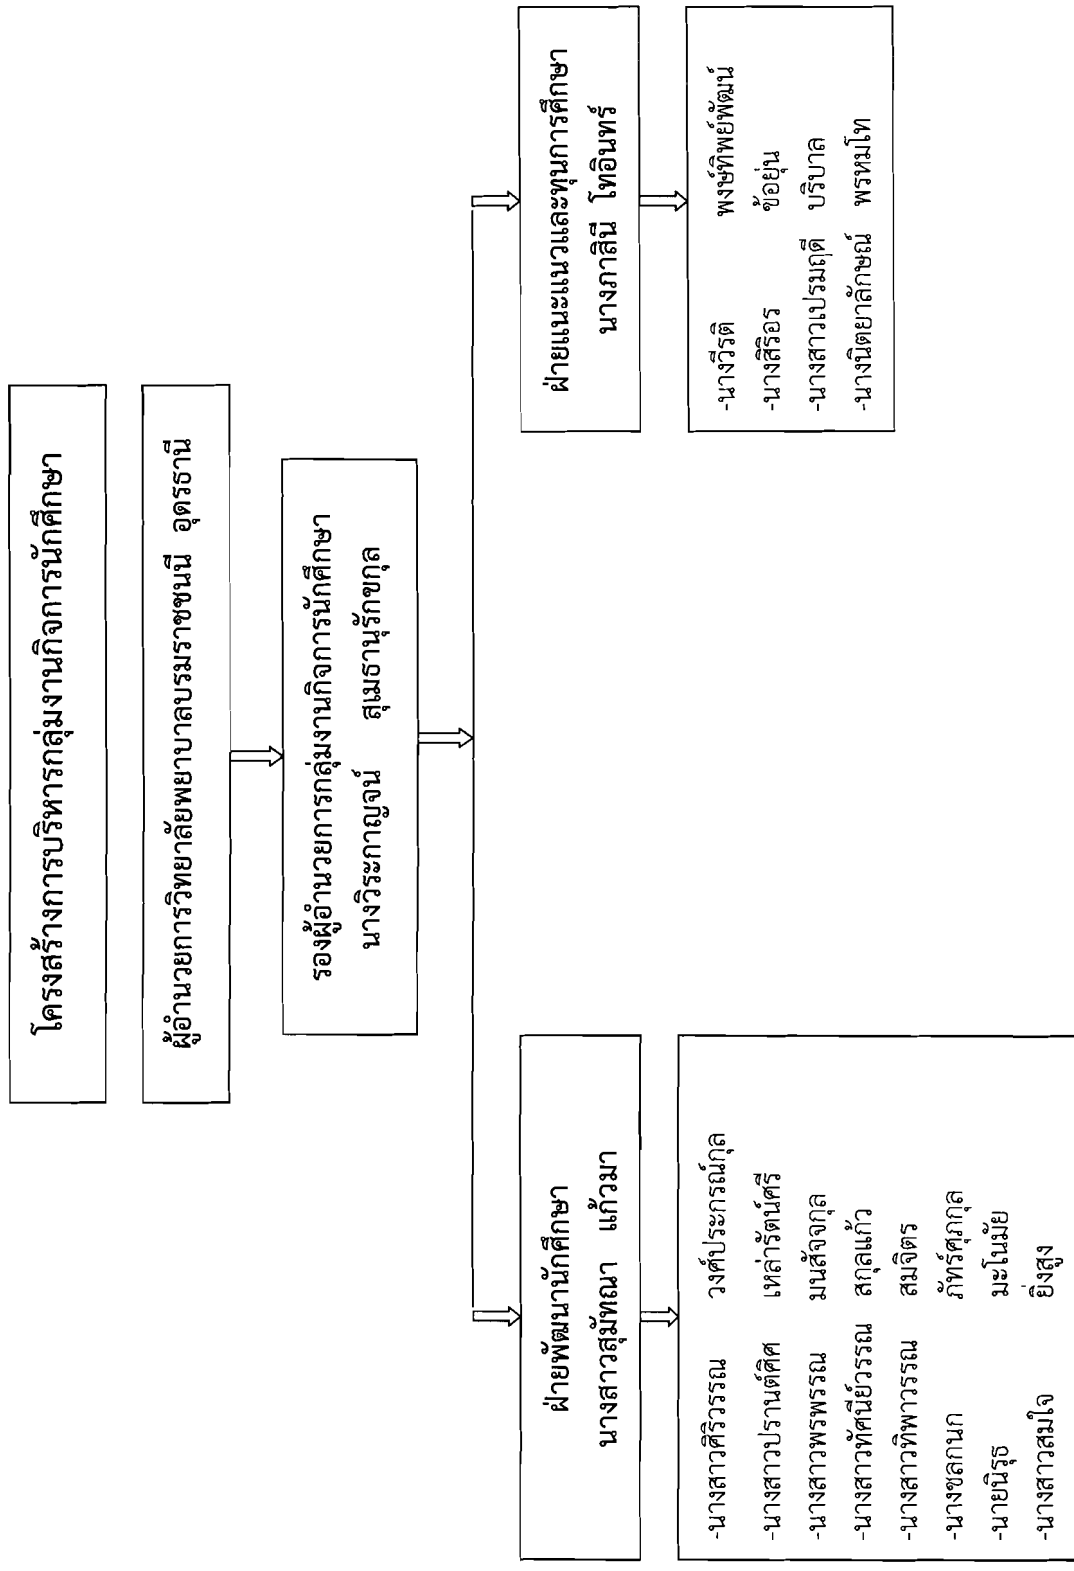 โครงสร้างการบริหารกลุ่มงานกิจการนักศึกษา
ผู้อำนวยการวิทยาลัยพยาบาลบรมราชชนนี อุดรธานี
รองผู้อำนวยการกลุ่มงานกิจการนักศึกษา
นางวิระกาญจน์ สุเมธานุรักขกุล
ฝ่ายพัฒนานักศึกษา
นางสาวสุมัทณา แก้วมา
-นางสาวศิริวรรณ วงศ์ประกรณ์กุล
-นางสาวปรานต์ศิศ เหล่ารัตน์ศรี
-นางสาวพรพรรณ มนสัจจกุล
-นางสาวทัศนีย์วรรณ สกุลแก้ว
-นางสาวทิพาวรรณ สมจิตร
-นางชลกนก ภัทร์ศุภกุล
-นายนิรุธ มะโนมัย
-นางสาวสมใจ ยิ่งสูง
ฝ่ายแนะแนวและทุนการศึกษา
นางภาสินี โทอินทร์
-นางวีรติ พงษ์ทิพย์พัฒน์
-นางสิริอร ข้อยุ่น
-นางสาวเปรมฤดี บริบาล
-นางนิตยาลักษณ์ พรหมโท